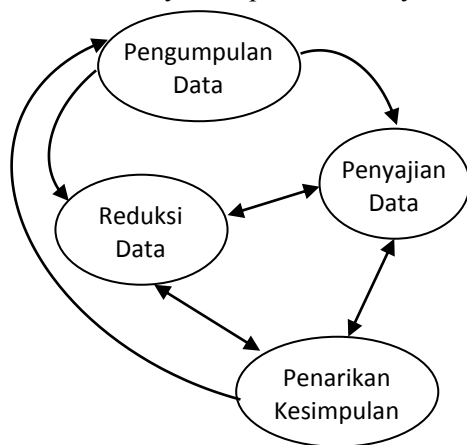 Pengumpulan
Data
Penyajian
Data
Reduksi
Data
Penarikan
Kesimpulan